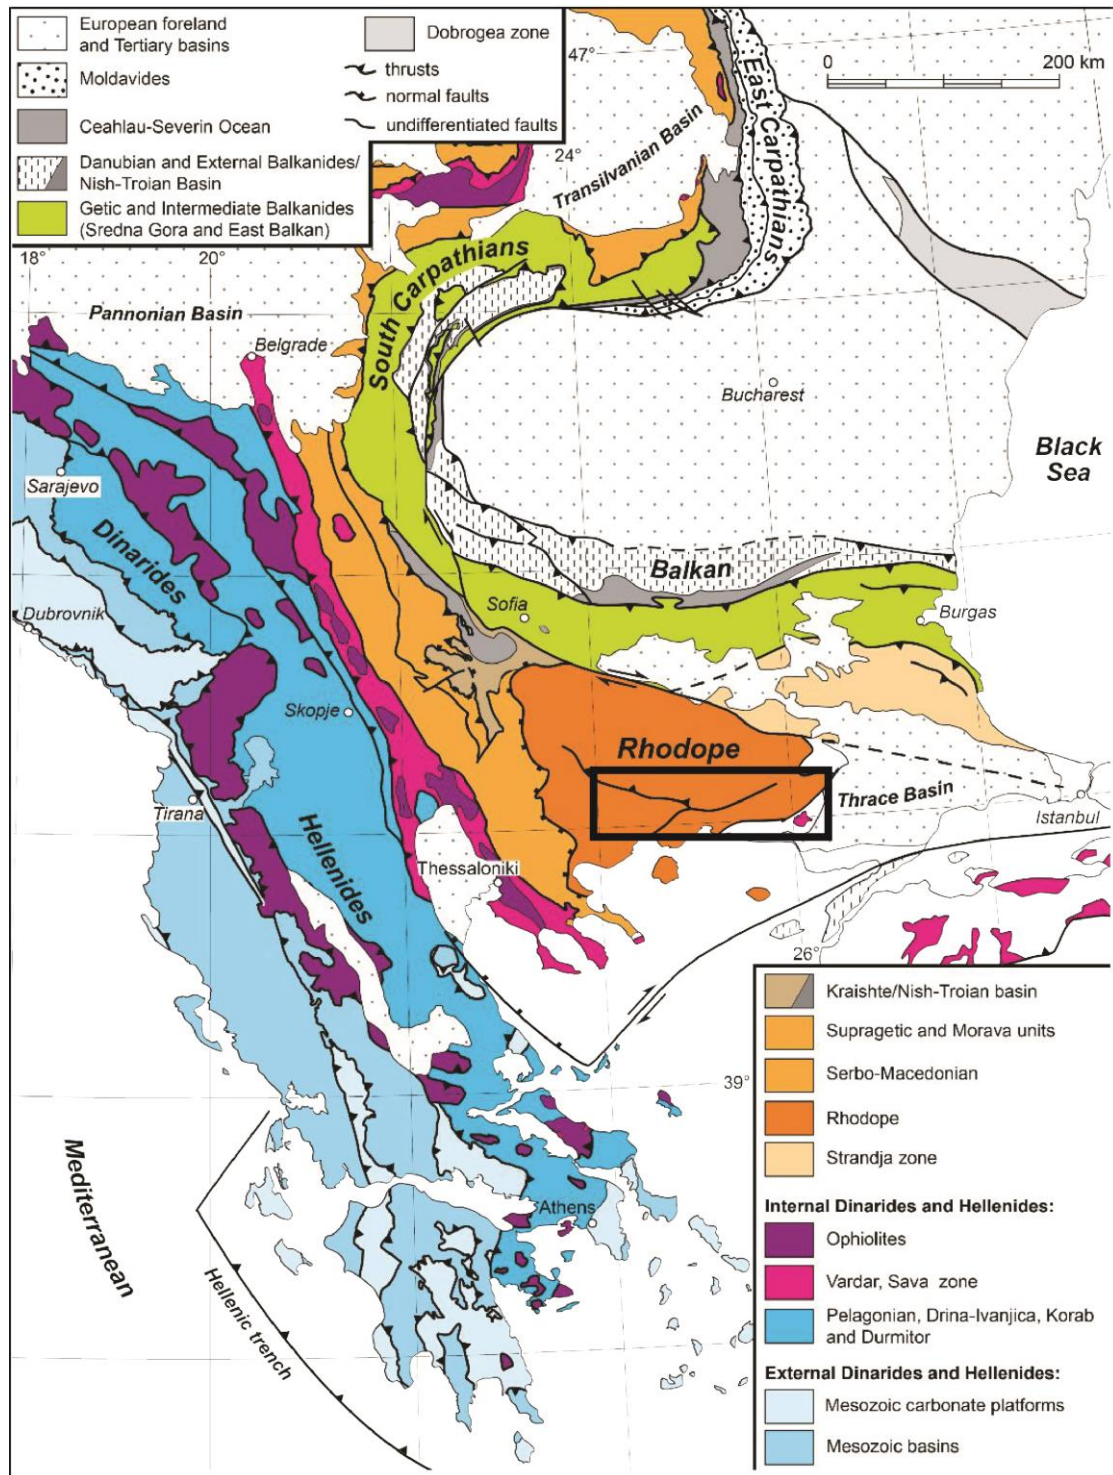 European foreland
and Tertiary basins
Moldavides
Ceahlau-Severin Ocean
Danubian and External Balkanides/
Nish-Troian Basin
Getic and Intermediate Balkanides
(Sredna Gora and East Balkan)
Dobrogea zone
thrusts
normal faults
undifferentiated faults
47°
0
200 km
East Carpathians
24°
Transilvanian Basin
18°
20°
South Carpathians
Pannonian Basin
Belgrade
Bucharest
Black
Sea
Sarajevo
Dinarides
Balkan
Dubrovnik
Sofia
Burgas
Skopje
Rhodope
Tirana
Thrace Basin
Istanbul
Hellenides
Thessaloniki
26°
39°
Mediterranean
Athens
Hellenic trench
Kraishte/Nish-Troian basin
Supragetic and Morava units
Serbo-Macedonian
Rhodope
Strandja zone
Internal Dinarides and Hellenides:
Ophiolites
Vardar, Sava zone
Pelagonian, Drina-Ivanjica, Korab
and Durmitor
External Dinarides and Hellenides:
Mesozoic carbonate platforms
Mesozoic basins